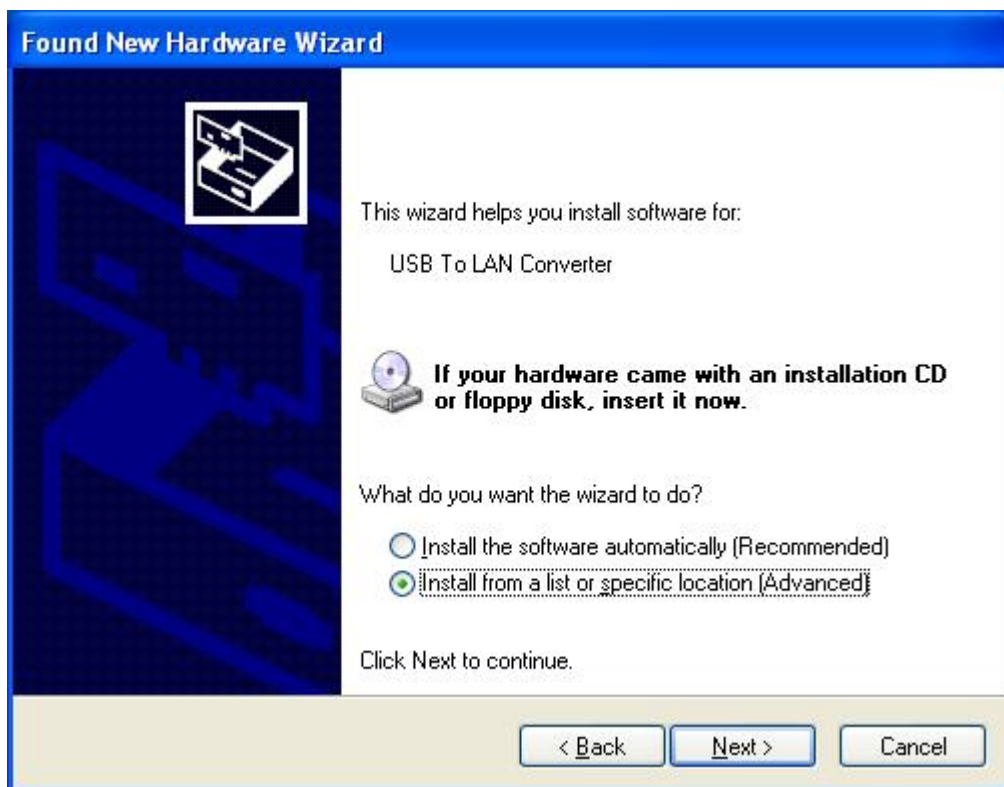 Found New Hardware Wizard
This wizard helps you install software for:
USB To LAN Converter
If your hardware came with an installation CD
or floppy disk, insert it now.
What do you want the wizard to do?
Install the software automatically (Recommended)
Install from a list or specific location (Advanced)
Click Next to continue.
< Back
Next >
Cancel